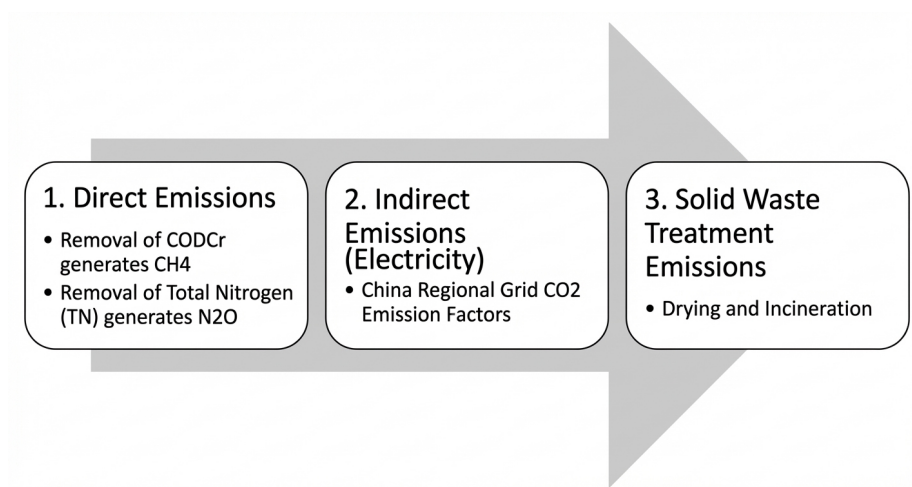 1. Direct Emissions
• Removal of CODCr
generates CH4
• Removal of Total Nitrogen
(TN) generates N2O
2. Indirect
Emissions
(Electricity)
• China Regional Grid CO2
Emission Factors
3. Solid Waste
Treatment
Emissions
• Drying and Incineration